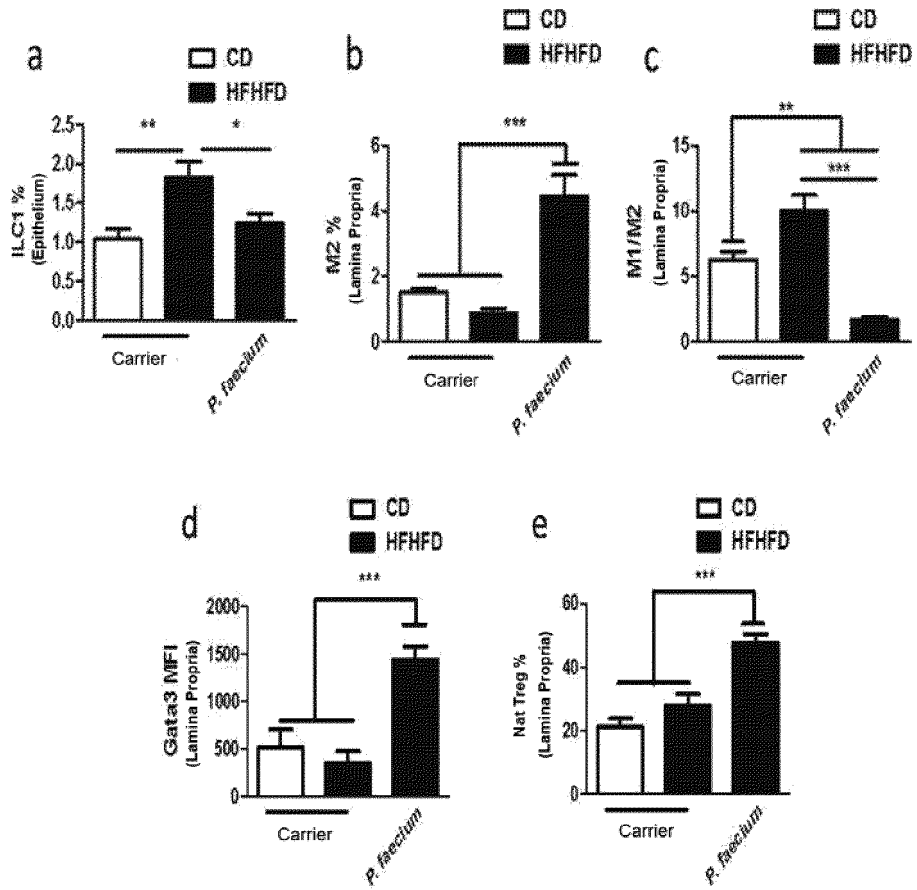 a
CD
HFHFD
** *
2.5
2.0
1.5
1.0
0.5
0.0
ILC1 %
(Epithelium)
Carrier
P. faecium
b
CD
HFHFD
***
6
4
2
0
M2 %
(Lamina Propria)
Carrier
P. faecium
c
CD
HFHFD
**
***
15
10
5
0
M1/M2
(Lamina Propria)
Carrier
P. faecium
d
CD
HFHFD
***
2000
1500
1000
500
0
Gata3 MFI
(Lamina Propria)
Carrier
P. faecium
e
CD
HFHFD
***
60
40
20
0
Nat Treg %
(Lamina Propria)
Carrier
P. faecium